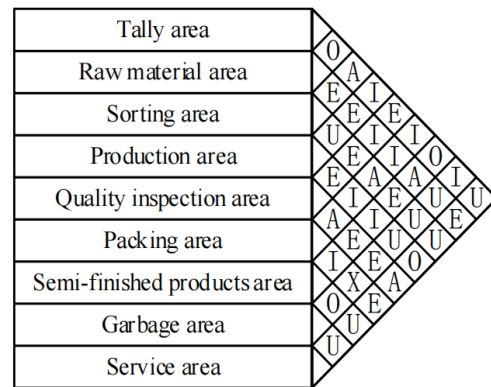 Tally area
O
Raw material area A
E I
Sorting area E E
U I I
Production area E I O
E A A I
Quality inspection area I E U U
A I U E
Packing area E U U
I E O
Semi-finished products area X A
O E
Garbage area U
U
Service area